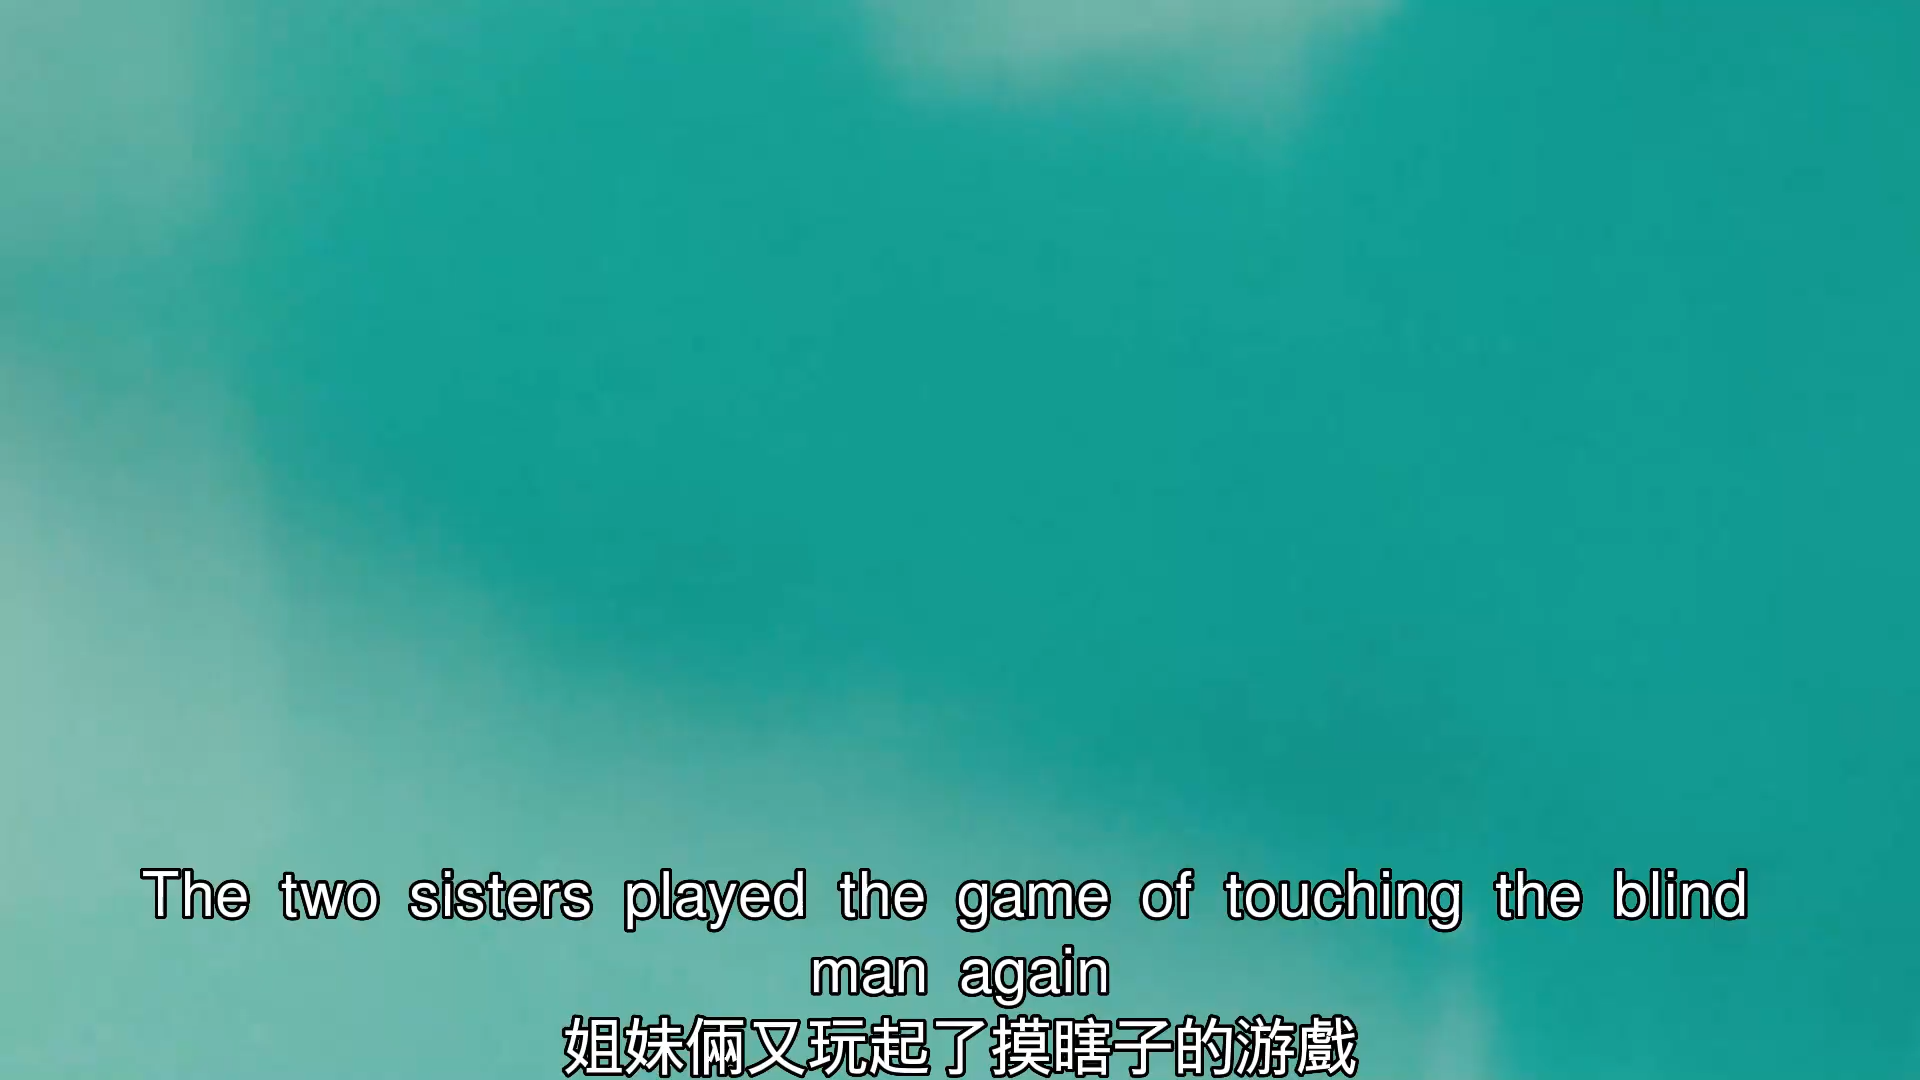 The two sisters played the game of touching the blind
man again
姐妹倆又玩起了摸瞎子的游戲